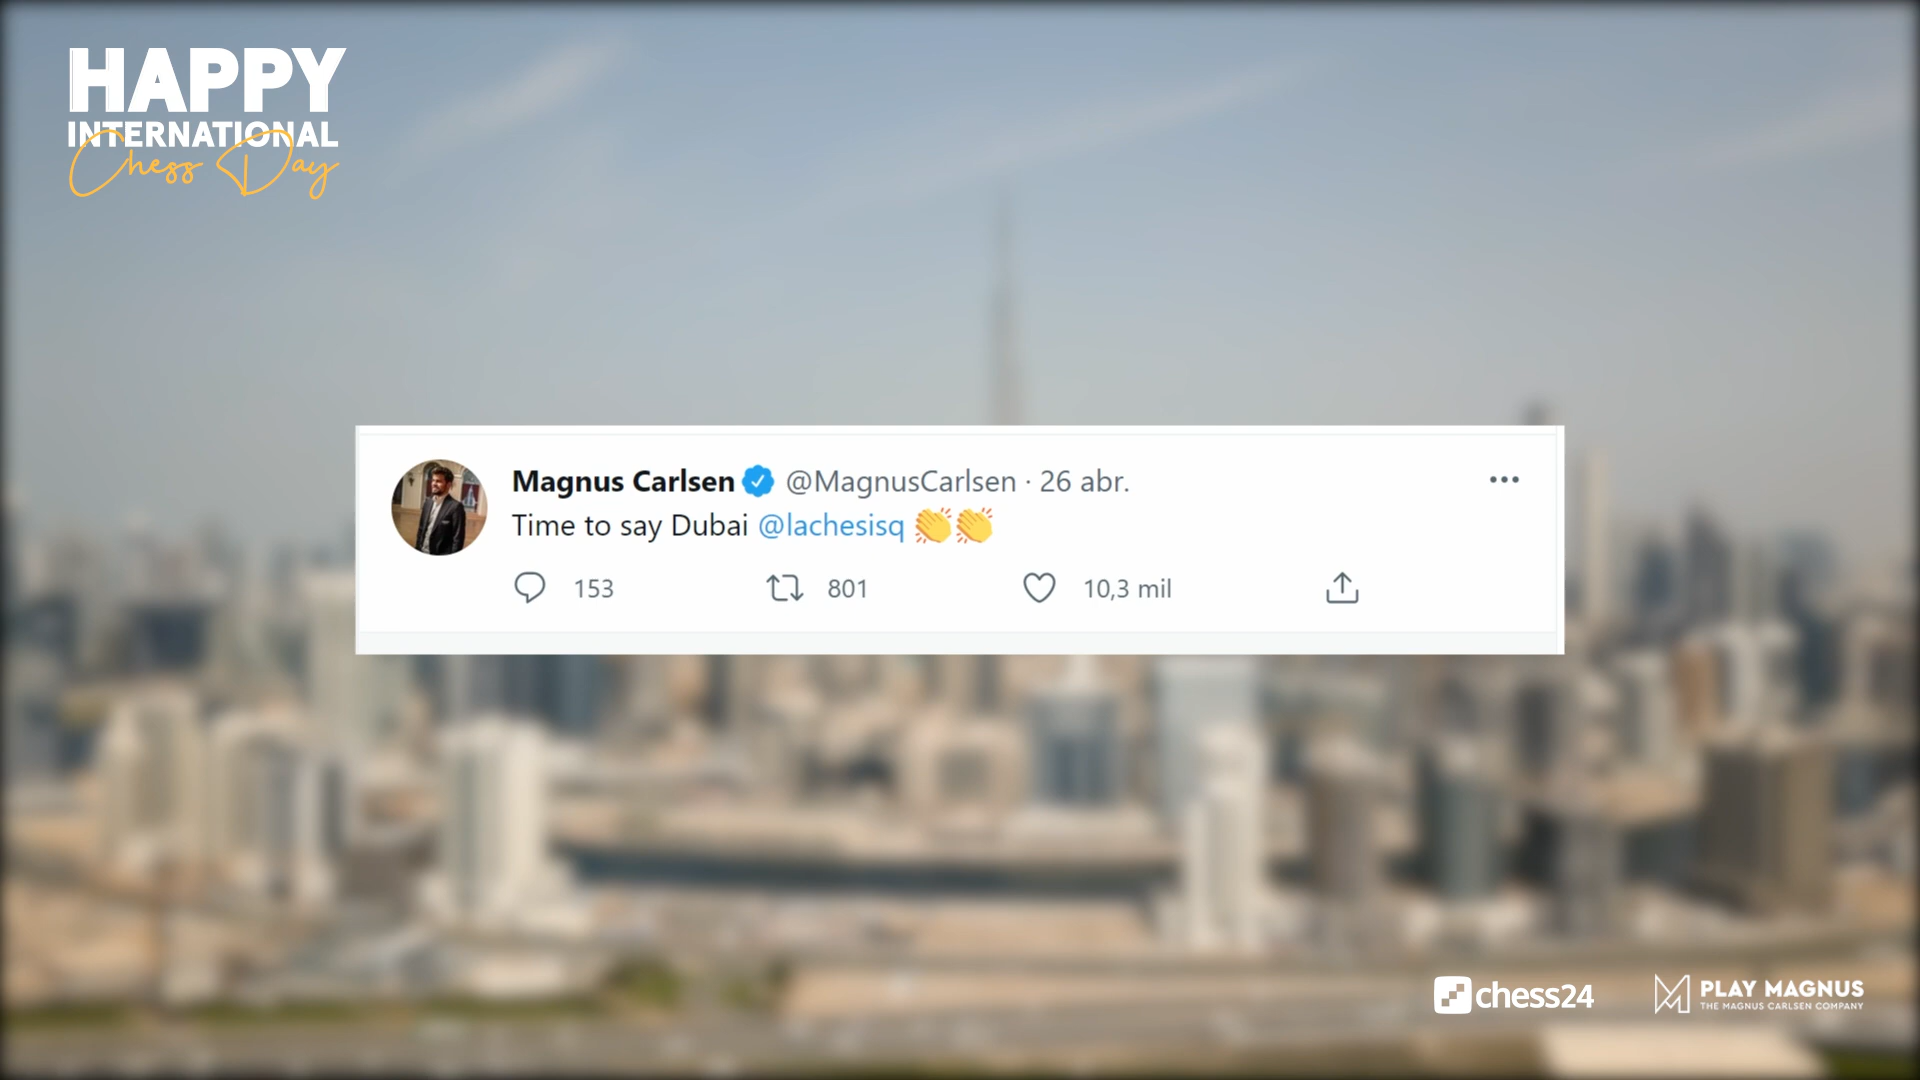 HAPPY
INTERNATIONAL
Chess Day
Magnus Carlsen @MagnusCarlsen · 26 abr.
Time to say Dubai @lachesisq 👏👏
153 801 10,3 mil
chess24
PLAY MAGNUS
THE MAGNUS CARLSEN COMPANY